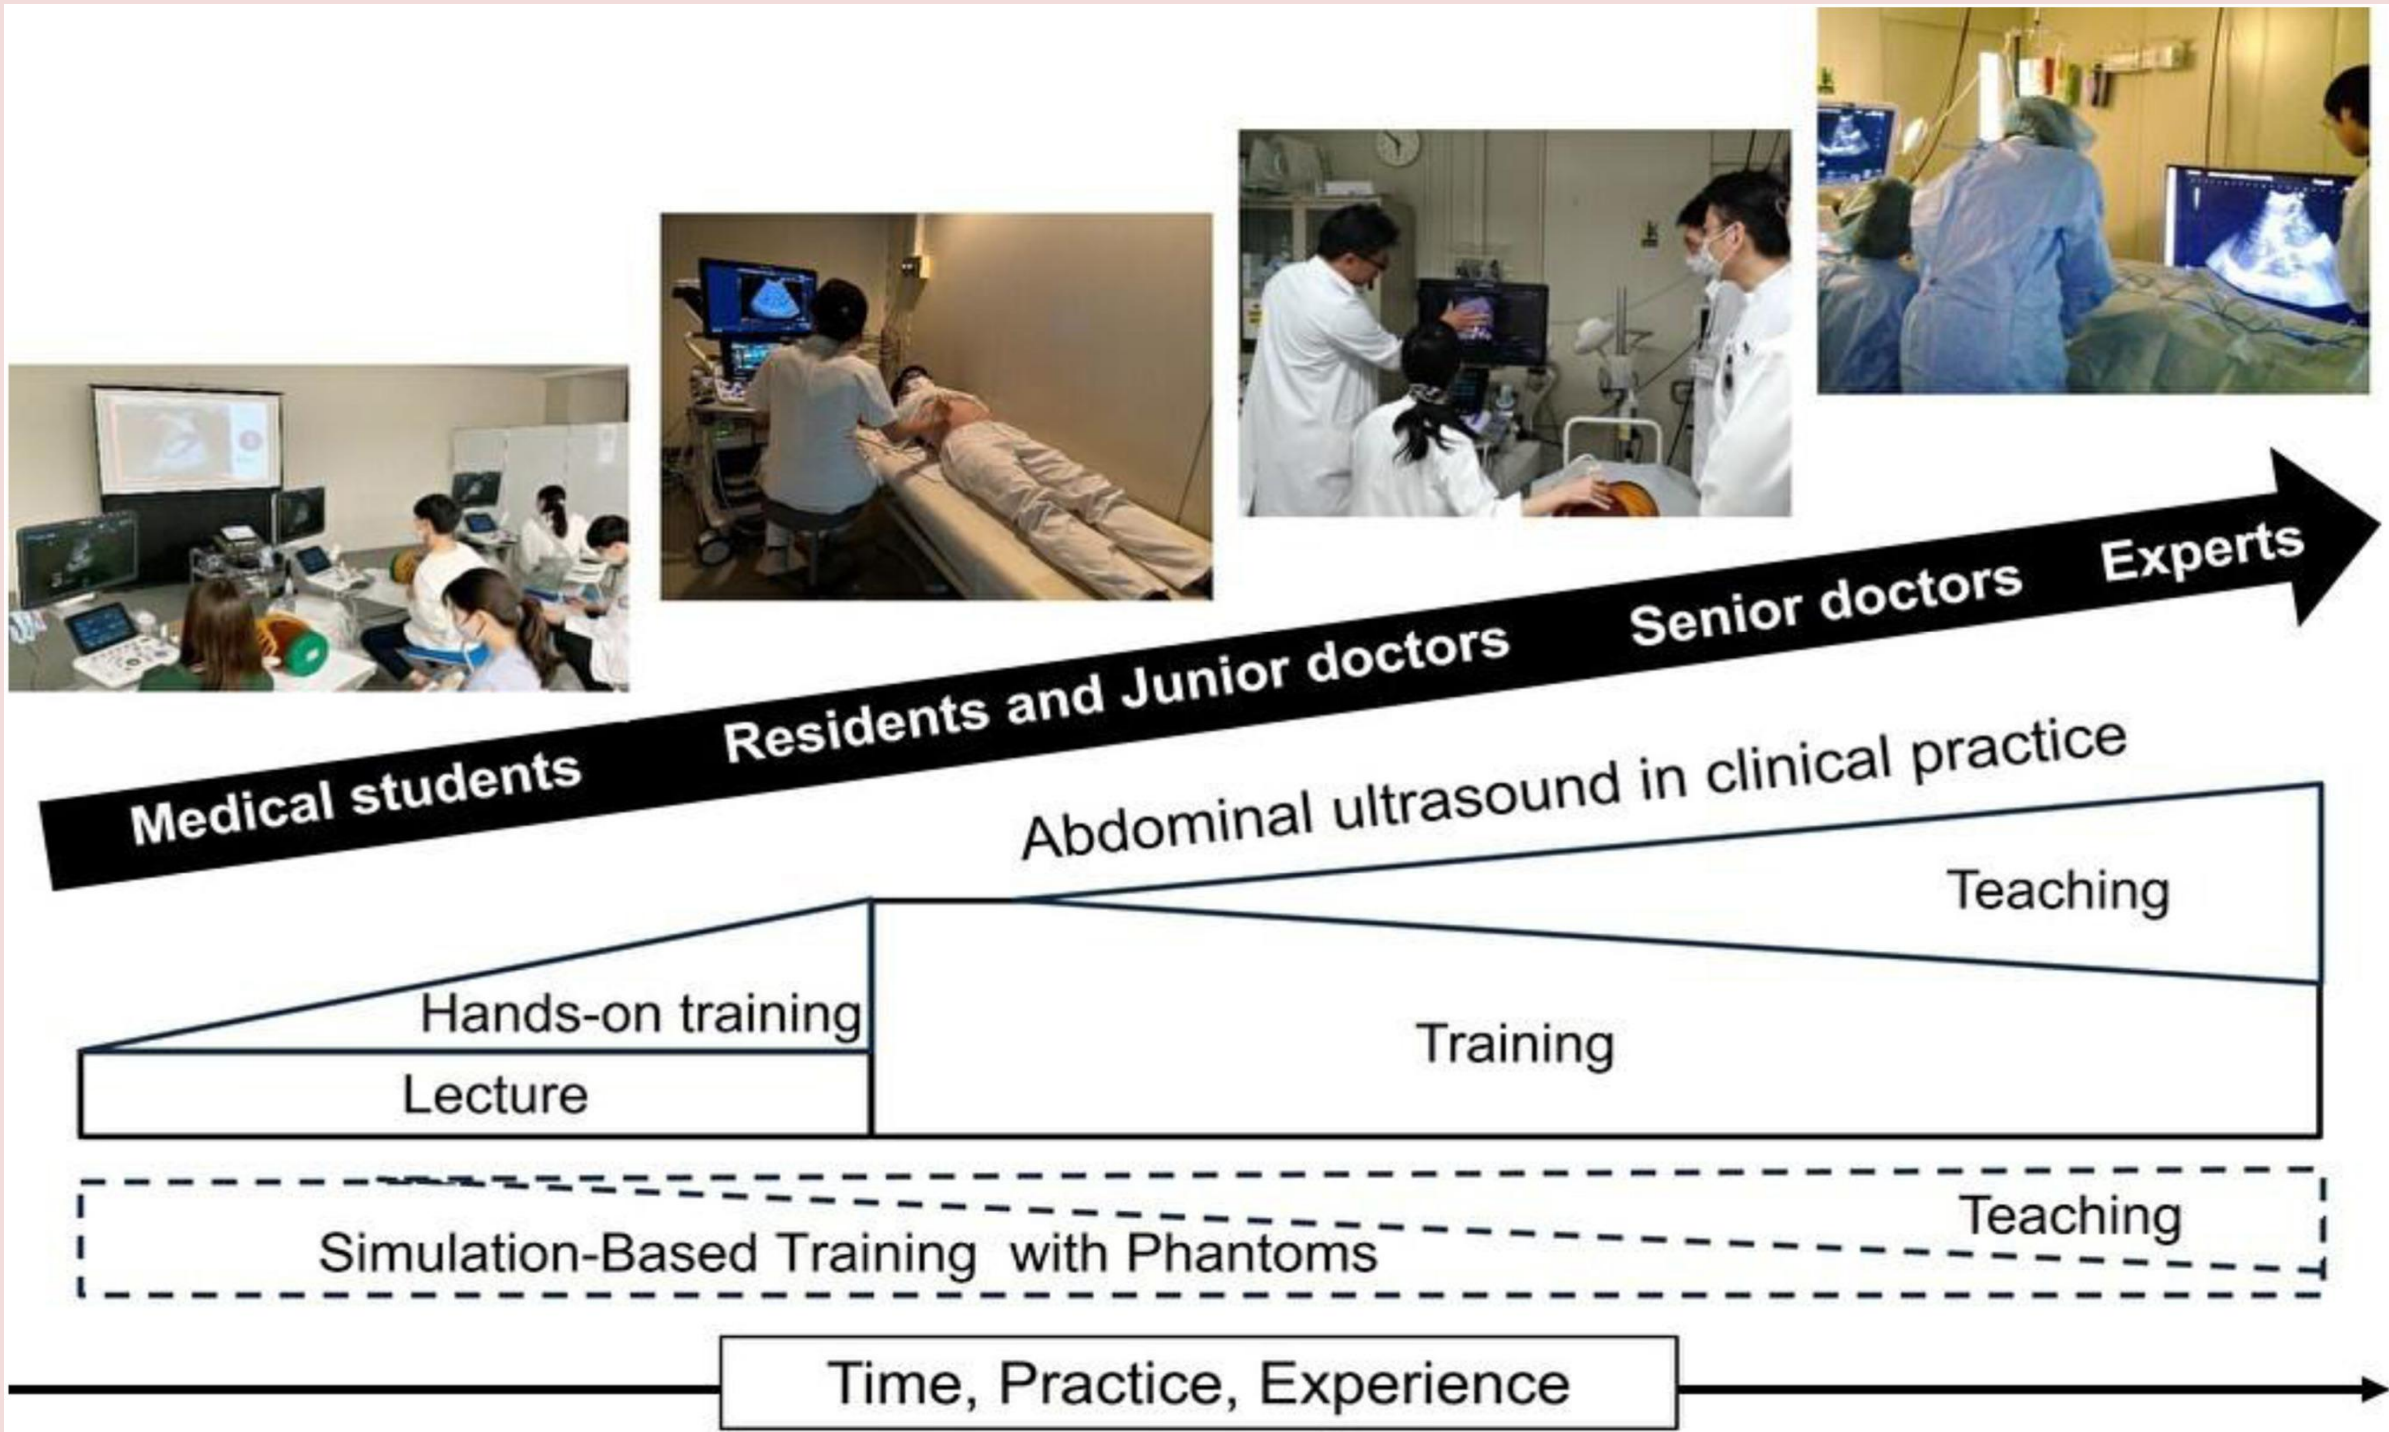 Medical students
Residents and Junior doctors
Senior doctors
Experts
Abdominal ultrasound in clinical practice
Teaching
Hands-on training
Training
Lecture
Teaching
Simulation-Based Training with Phantoms
Time, Practice, Experience